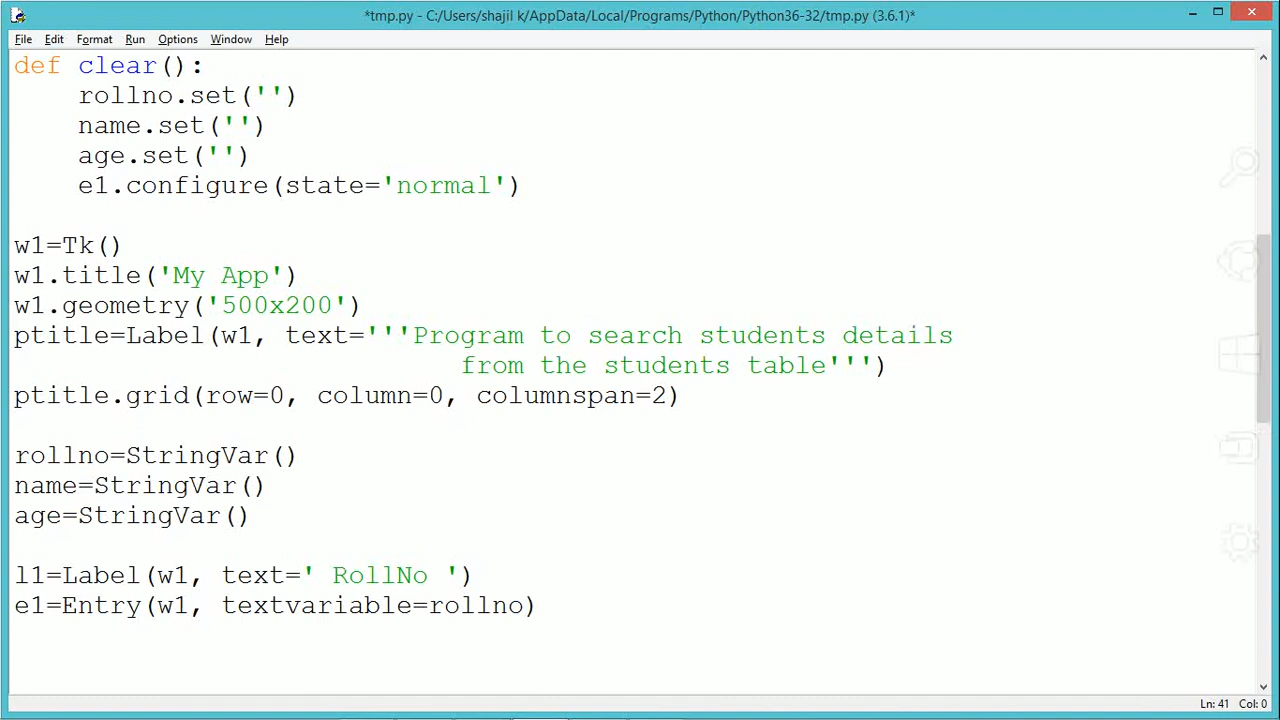 *tmp.py - C:/Users/shajil k/AppData/Local/Programs/Python/Python36-32/tmp.py (3.6.1)*
File Edit Format Run Options Window Help
def clear():
    rollno.set('')
    name.set('')
    age.set('')
    e1.configure(state='normal')

w1=Tk()
w1.title('My App')
w1.geometry('500x200')
ptitle=Label(w1, text='''Program to search students details
                            from the students table''')
ptitle.grid(row=0, column=0, columnspan=2)

rollno=StringVar()
name=StringVar()
age=StringVar()

l1=Label(w1, text=' RollNo ')
e1=Entry(w1, textvariable=rollno)
Ln: 41 Col: 0